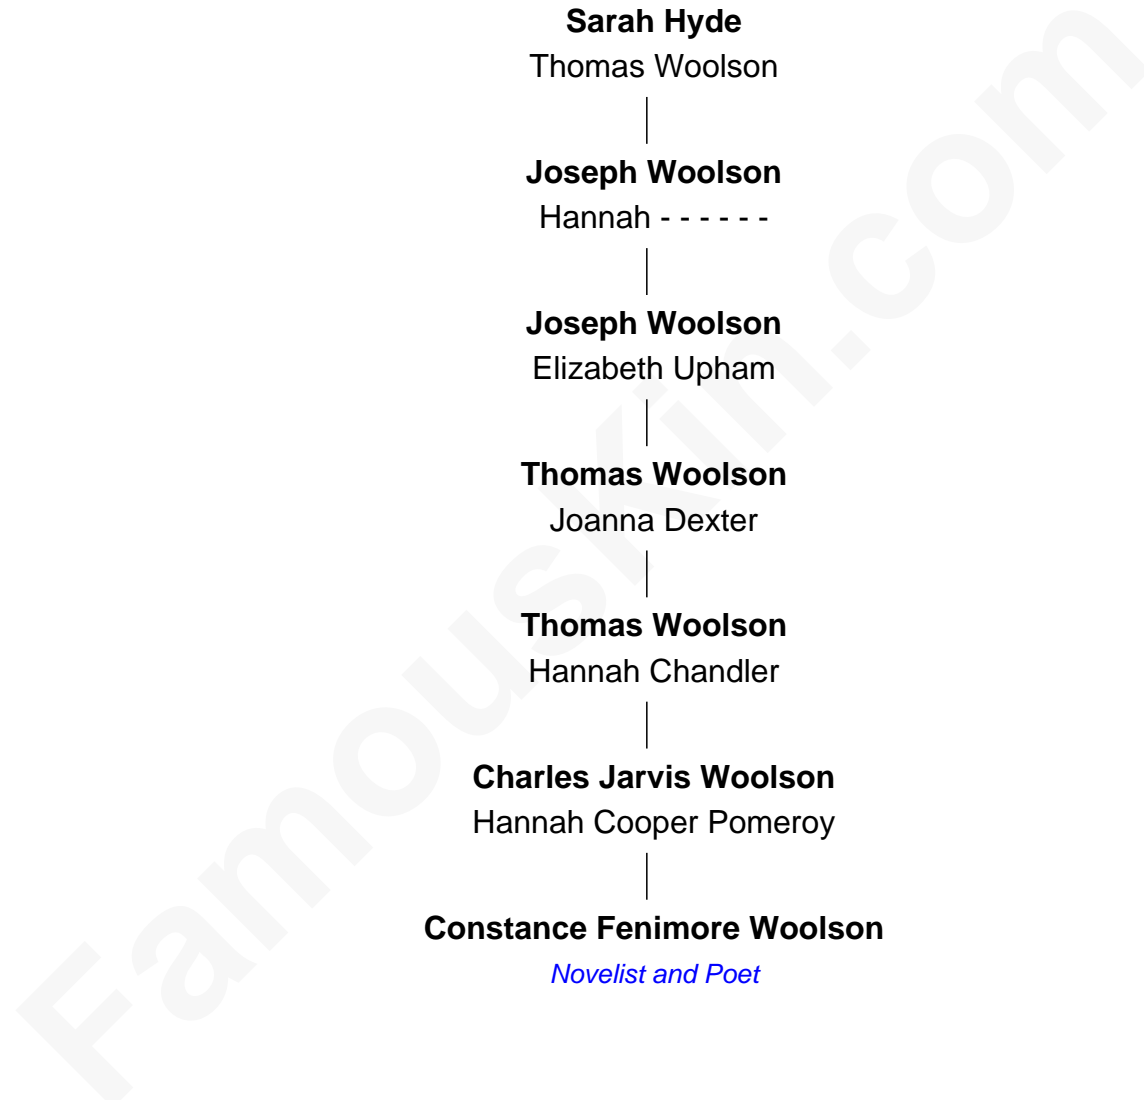 Sarah Hyde
Thomas Woolson
Joseph Woolson
Hannah - - - - - -
Joseph Woolson
Elizabeth Upham
Thomas Woolson
Joanna Dexter
Thomas Woolson
Hannah Chandler
Charles Jarvis Woolson
Hannah Cooper Pomeroy
Constance Fenimore Woolson
Novelist and Poet
FamousKin.com